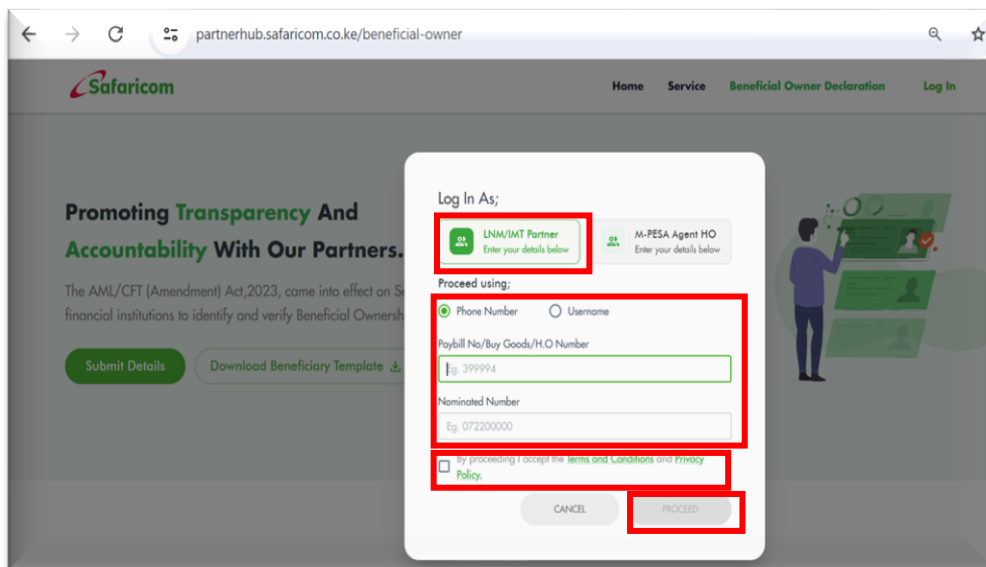 partnerhub.safaricom.co.ke/beneficial-owner
Safaricom
Home Service Beneficial Owner Declaration Log In
Promoting Transparency And
Accountability With Our Partners.
The AML/CFT (Amendment) Act,2023, came into effect on
financial institutions to identify and verify Beneficial
Submit Details
Download Beneficiary Template
Log In As;
LNM/IMT Partner
Enter your details below
M-PESA Agent HO
Enter your details below
Proceed using;
Phone Number Username
Paybill No/Buy Goods/H.O Number
Eg. 399994
Nominated Number
Eg. 072200000
By proceeding I accept the Terms and Conditions and Privacy
Policy.
CANCEL PROCEED